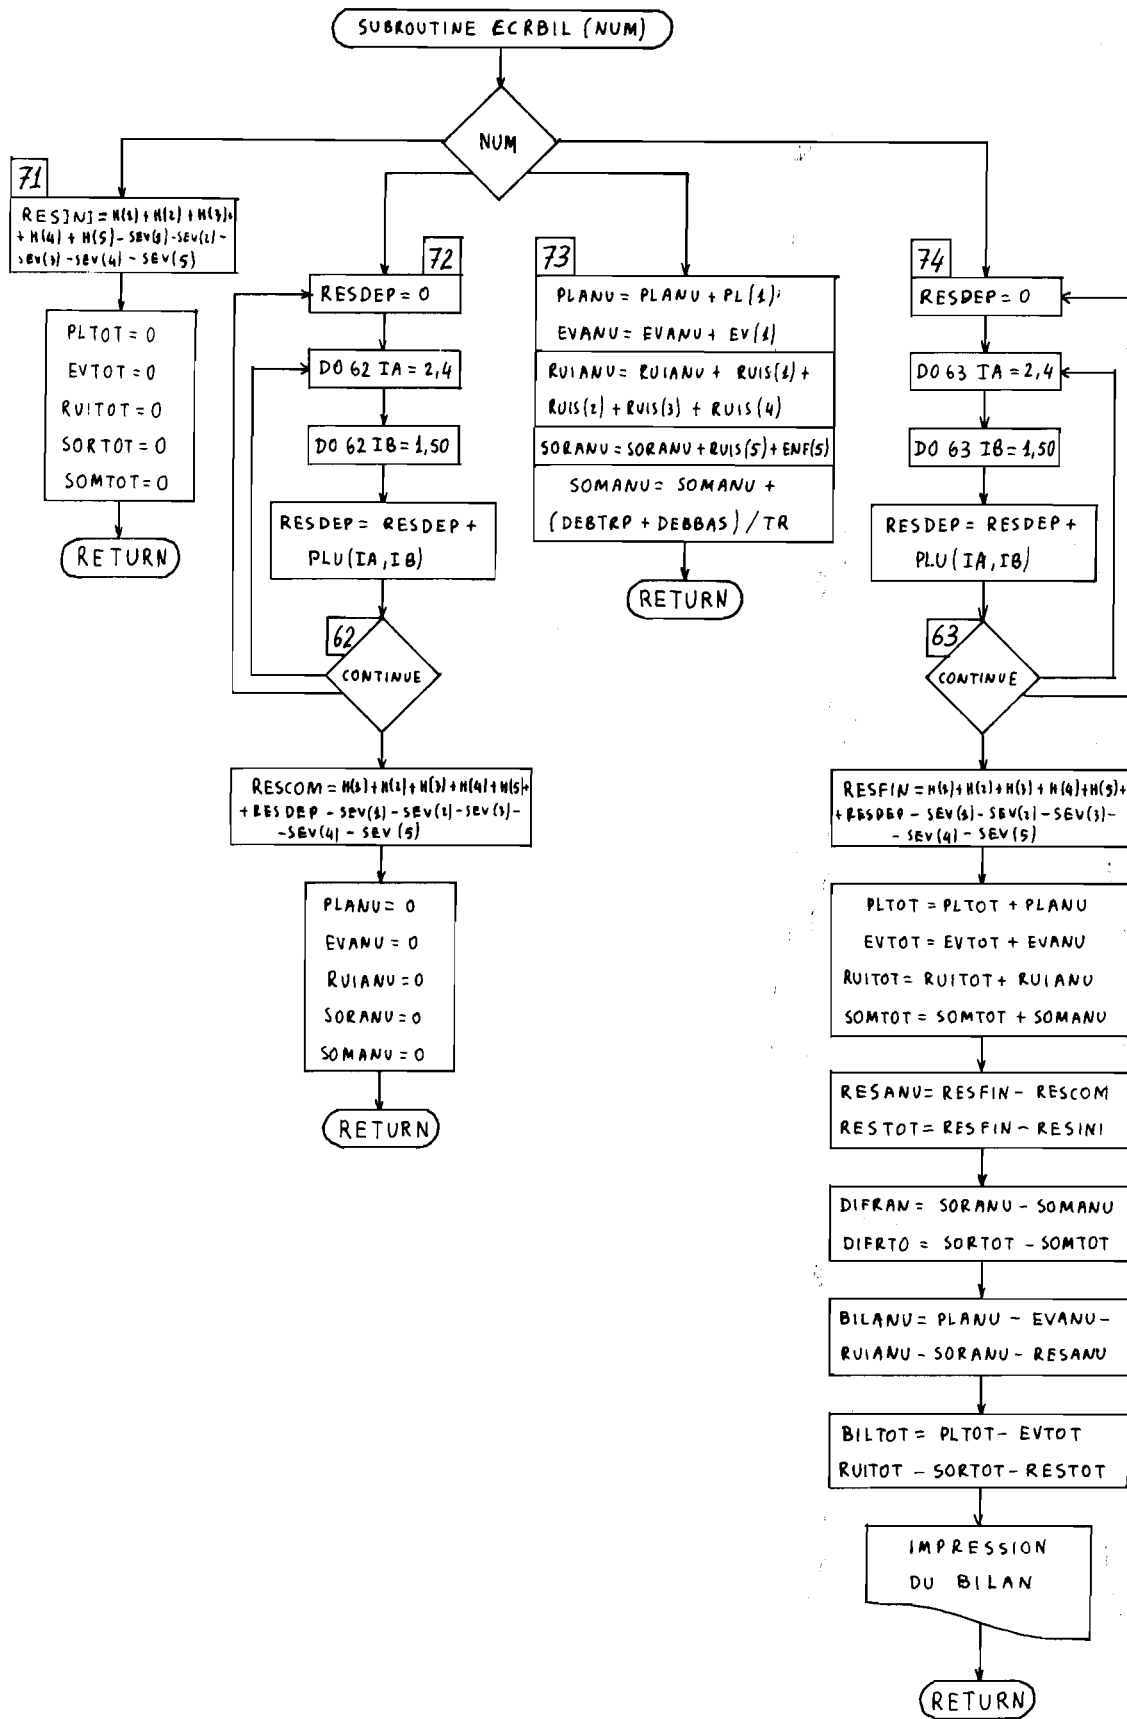 SUBROUTINE ECRBIL (NUM)
NUM
71
RESINI = H(1) + H(2) + H(3) +
+ H(4) + H(5) - SEV(1) - SEV(2) -
SEV(3) - SEV(4) - SEV(5)
PLTOT = 0
EVTOT = 0
RUITOT = 0
SORTOT = 0
SOMTOT = 0
RETURN
72
RESDEP = 0
DO 62 IA = 2,4
DO 62 IB = 1,50
RESDEP = RESDEP +
PLU(IA,IB)
62
CONTINUE
RESCOM = H(1) + H(2) + H(3) + H(4) + H(5) +
+ RESDEP - SEV(1) - SEV(2) - SEV(3) -
- SEV(4) - SEV(5)
PLANU = 0
EVANU = 0
RUIANU = 0
SORANU = 0
SOMANU = 0
RETURN
73
PLANU = PLANU + PL(1)
EVANU = EVANU + EV(1)
RUIANU = RUIANU + RUIS(1) +
RUIS(2) + RUIS(3) + RUIS(4)
SORANU = SORANU + RUIS(5) + ENF(5)
SOMANU = SOMANU +
(DEBTRP + DEBBAS) / TR
RETURN
74
RESDEP = 0
DO 63 IA = 2,4
DO 63 IB = 1,50
RESDEP = RESDEP +
PLU(IA,IB)
63
CONTINUE
RESFIN = H(1) + H(2) + H(3) + H(4) + H(5) +
+ RESDEP - SEV(1) - SEV(2) - SEV(3) -
- SEV(4) - SEV(5)
PLTOT = PLTOT + PLANU
EVTOT = EVTOT + EVANU
RUITOT = RUITOT + RUIANU
SOMTOT = SOMTOT + SOMANU
RESANU = RESFIN - RESCOM
RESTOT = RESFIN - RESINI
DIFRAN = SORANU - SOMANU
DIFRTO = SORTOT - SOMTOT
BILANU = PLANU - EVANU -
RUIANU - SORANU - RESANU
BILTOT = PLTOT - EVTOT
RUITOT - SORTOT - RESTOT
IMPRESSION
DU BILAN
RETURN